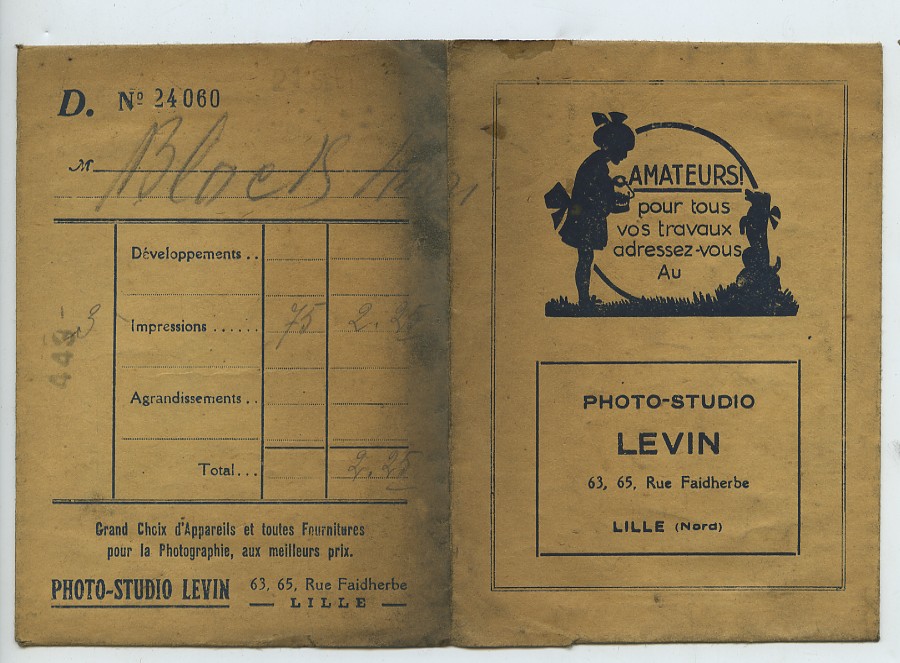 D. Nº 24060
M
Développements . .
3 Impressions . . . . . . 75 2.25
Agrandissements . .
Total . . . 2.25
449-
Grand Choix d'Appareils et toutes Fournitures
pour la Photographie, aux meilleurs prix.
PHOTO-STUDIO LEVIN 63, 65, Rue Faidherbe
— LILLE —
AMATEURS!
pour tous
vos travaux
adressez-vous
Au
PHOTO-STUDIO
LEVIN
63, 65, Rue Faidherbe
LILLE (Nord)